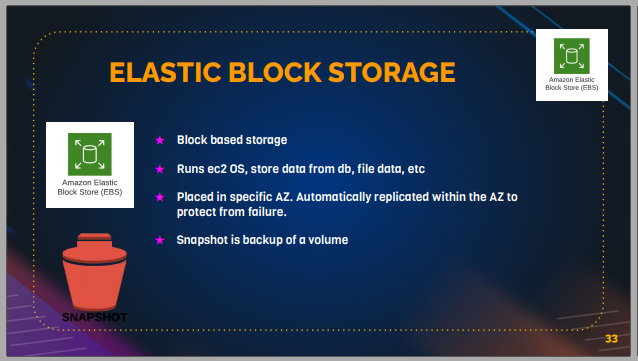 ELASTIC BLOCK STORAGE
Amazon Elastic
Block Store (EBS)
Amazon Elastic
Block Store (EBS)
Block based storage
Runs ec2 OS, store data from db, file data, etc
Placed in specific AZ. Automatically replicated within the AZ to
protect from failure.
Snapshot is backup of a volume
SNAPSHOT
33